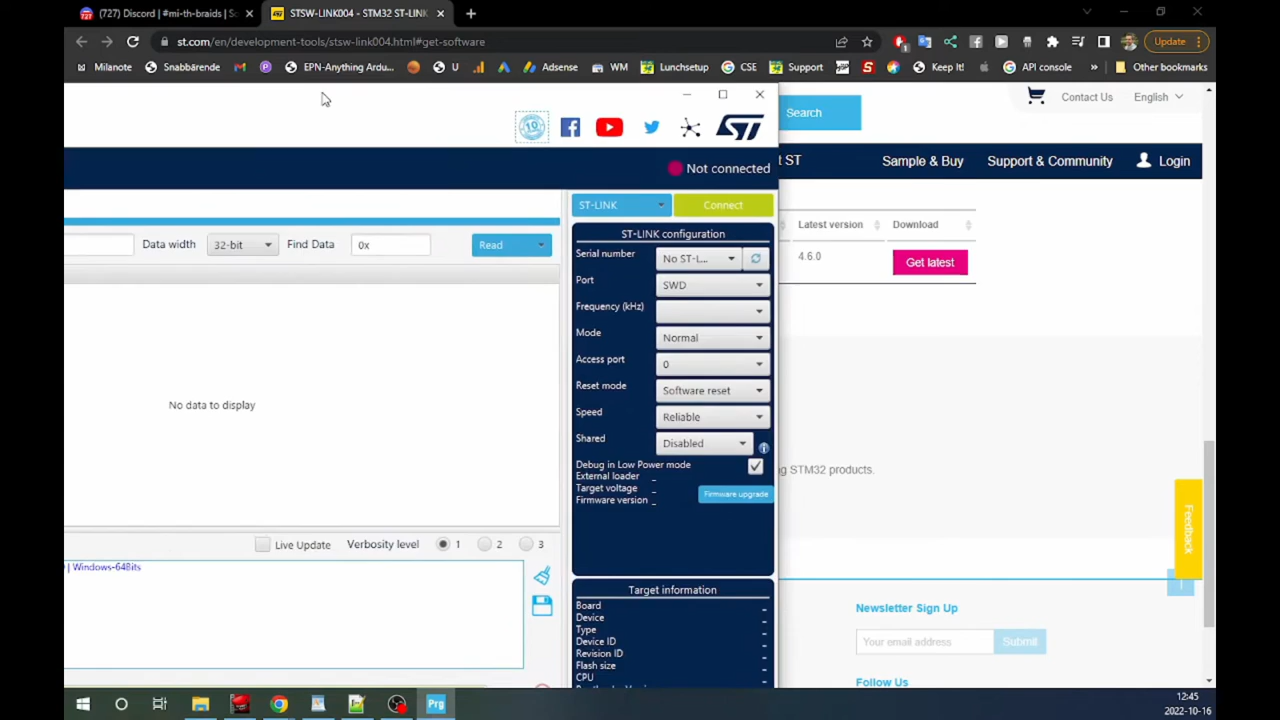 (727) Discord | #mi-th-braids | Sc
STSW-LINK004 - STM32 ST-LINK
st.com/en/development-tools/stsw-link004.html#get-software
Update
Milanote
Snabbärende
EPN-Anything Ardu...
U
Adsense
WM
Lunchsetup
CSE
Support
Keep It!
API console
»
Other bookmarks
10
Search
Contact Us
English
Not connected
t ST
Sample & Buy
Support & Community
Login
ST-LINK
Connect
Data width
32-bit
Find Data
0x
Read
ST-LINK configuration
Serial number
No ST-L...
Port
SWD
Frequency (kHz)
Mode
Normal
Access port
0
Reset mode
Software reset
Speed
Reliable
Shared
Disabled
Debug in Low Power mode
External loader _
Target voltage _
Firmware version _
Firmware upgrade
No data to display
Live Update
Verbosity level
1
2
3
| Windows-64Bits
Target information
Board -
Device -
Type -
Device ID -
Revision ID -
Flash size -
CPU -
Latest version
Download
4.6.0
Get latest
g STM32 products.
Feedback
Newsletter Sign Up
Your email address
Submit
Follow Us
Prg
12:45
2022-10-16